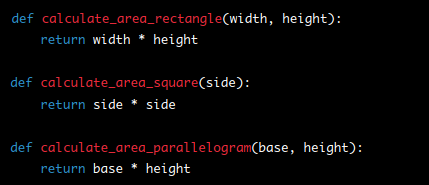 def calculate_area_rectangle(width, height):
    return width * height
def calculate_area_square(side):
    return side * side
def calculate_area_parallelogram(base, height):
    return base * height